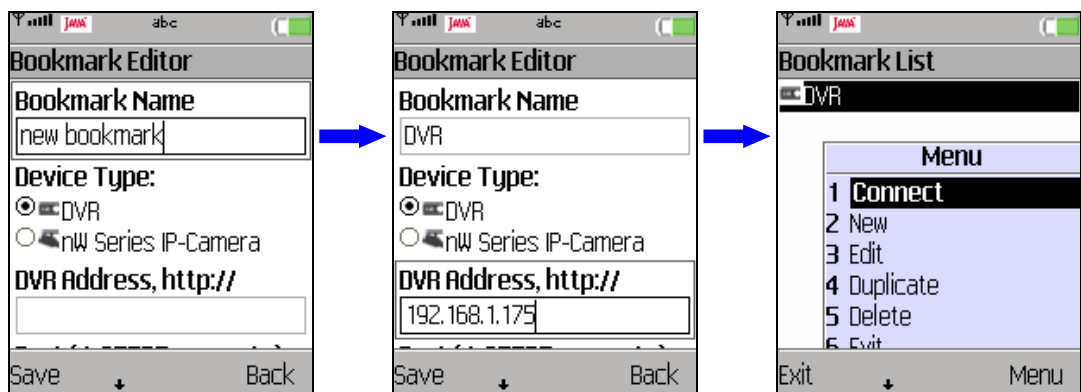 JAVA abc
Bookmark Editor
Bookmark Name
new bookmark
Device Type:
DVR
nW Series IP-Camera
DVR Address, http://
Save Back
JAVA abc
Bookmark Editor
Bookmark Name
DVR
Device Type:
DVR
nW Series IP-Camera
DVR Address, http://
192.168.1.175
Save Back
JAVA
Bookmark List
DVR
Menu
1 Connect
2 New
3 Edit
4 Duplicate
5 Delete
6 Exit
Exit Menu